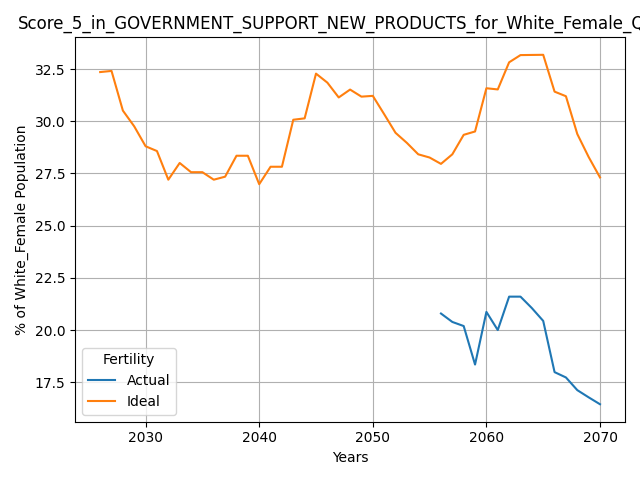 Score_5_in_GOVERNMENT_SUPPORT_NEW_PRODUCTS_for_White_Female_Q
% of White_Female Population
32.5
30.0
27.5
25.0
22.5
20.0
17.5
Fertility
Actual
Ideal
2030 2040 2050 2060 2070
Years